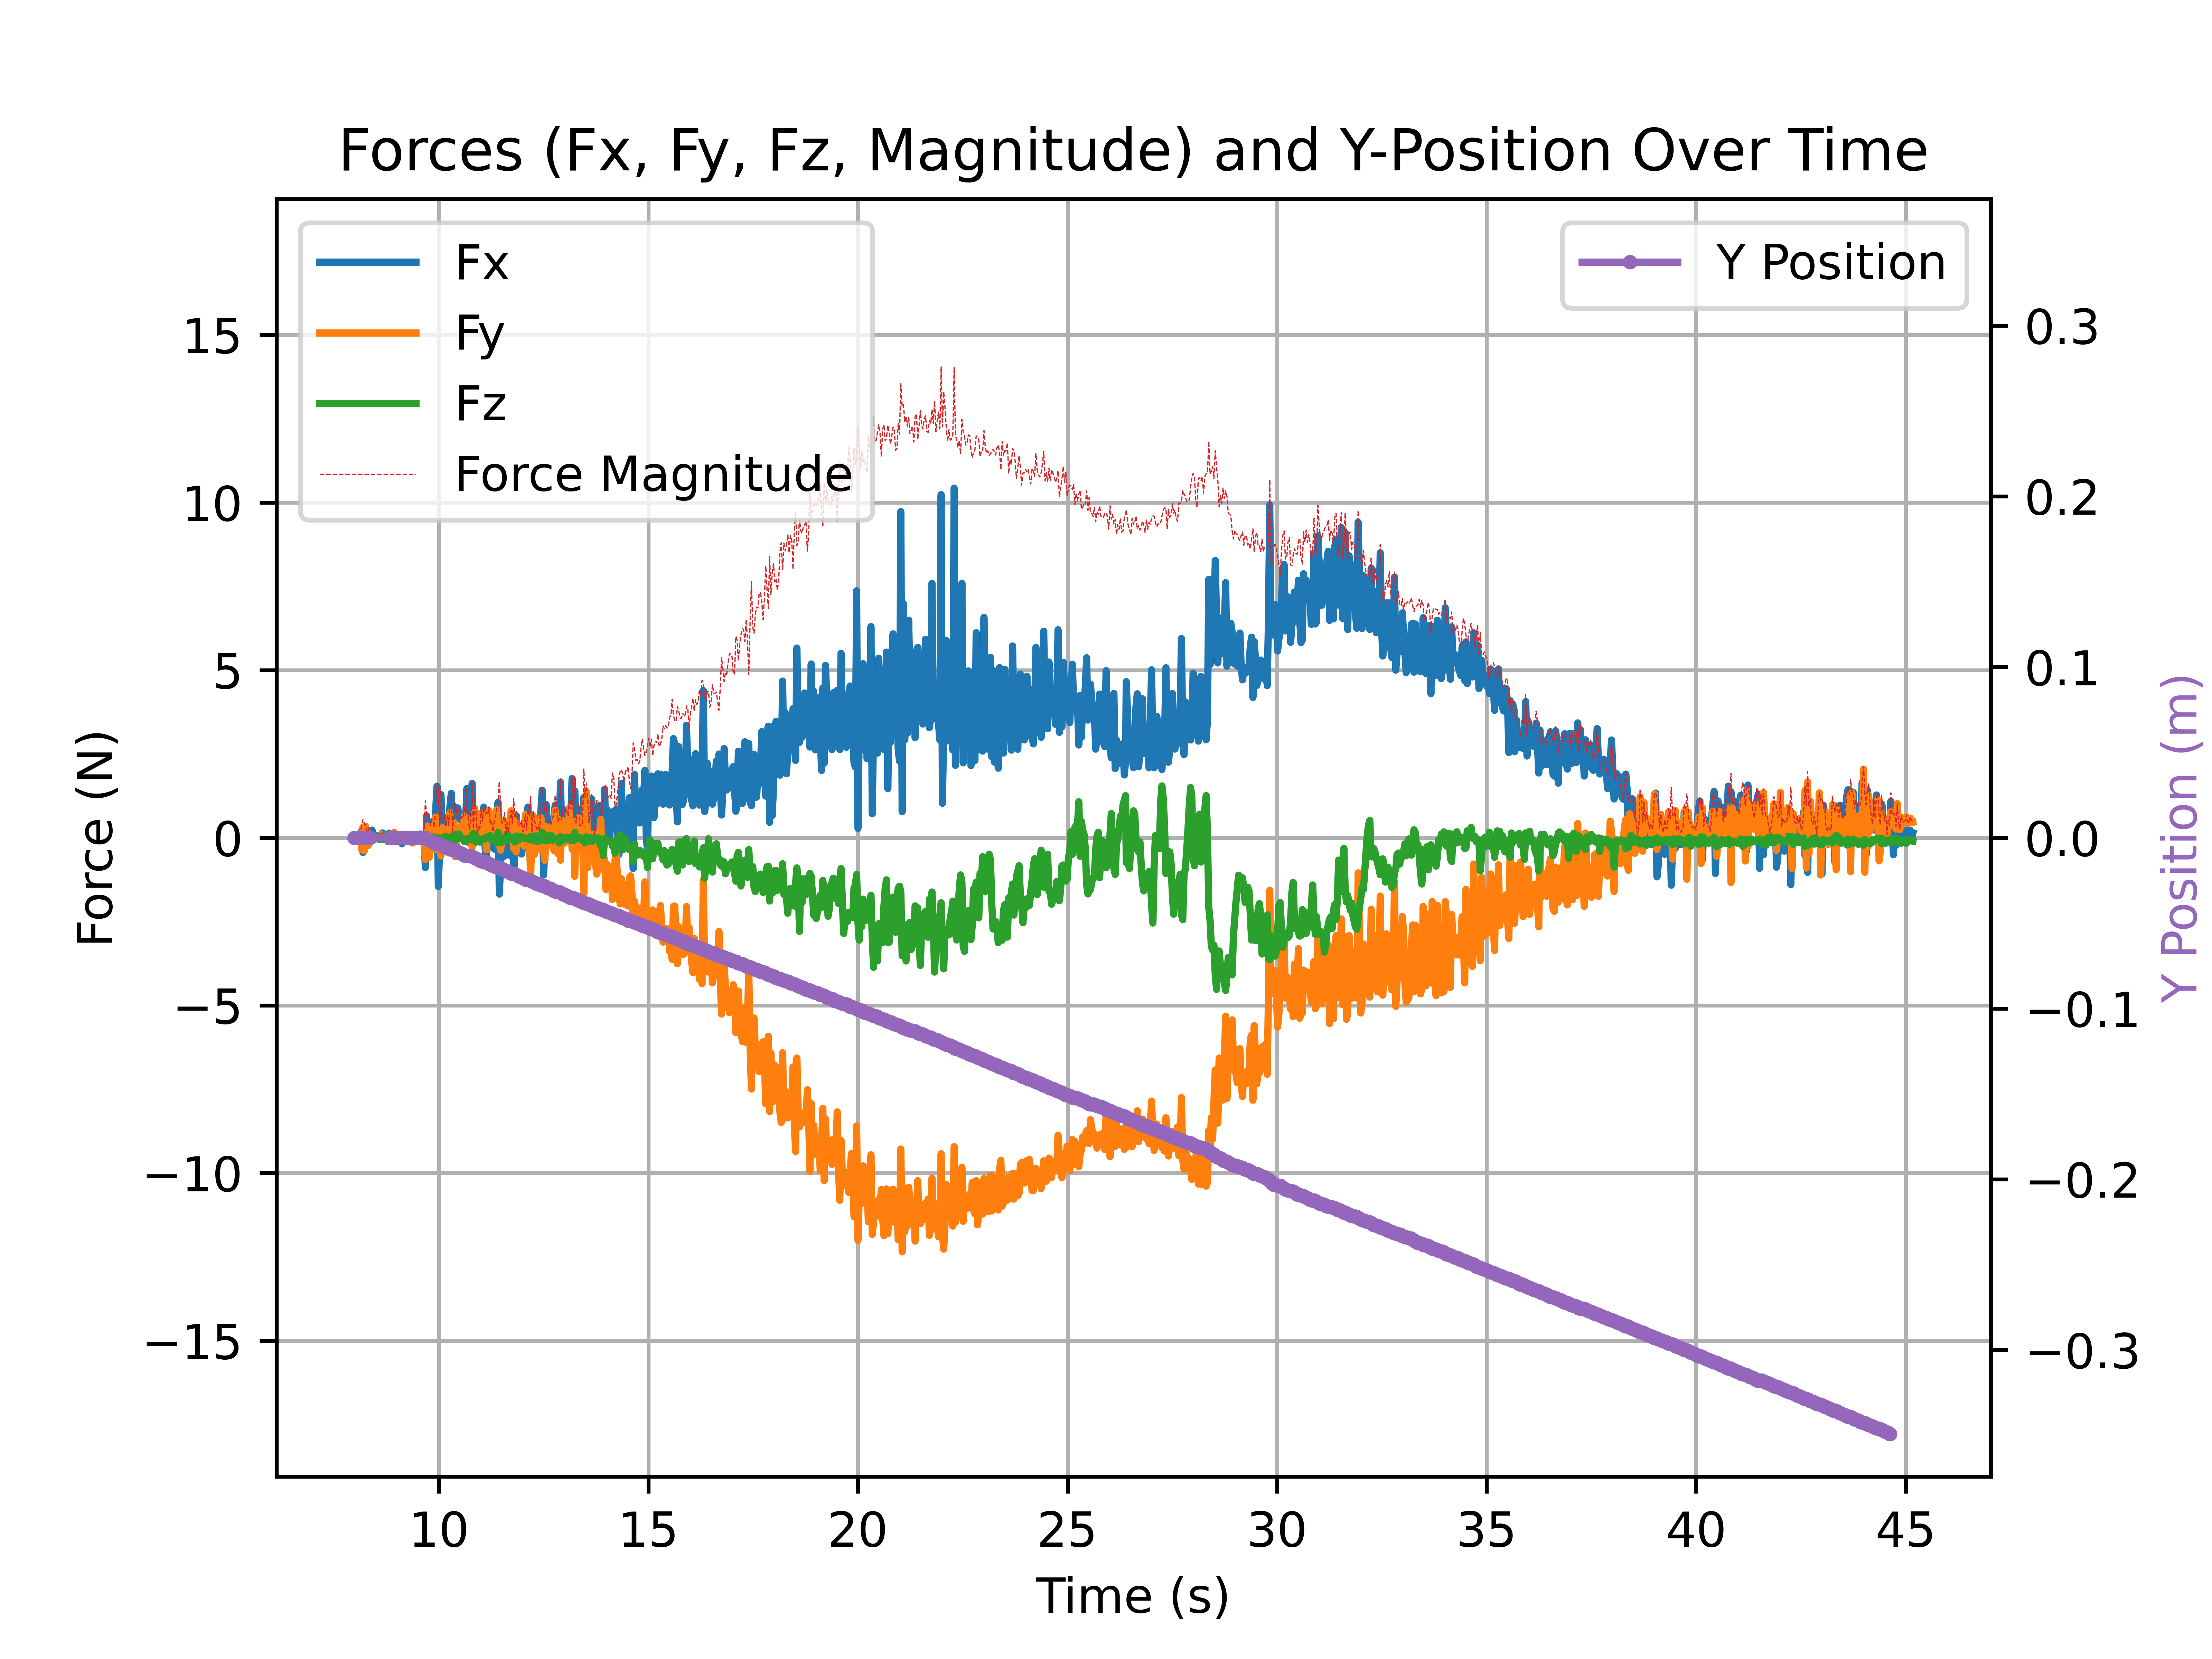 Forces (Fx, Fy, Fz, Magnitude) and Y-Position Over Time
Fx
Fy
Fz
Force Magnitude
Y Position
15
10
5
0
−5
−10
−15
Force (N)
0.3
0.2
0.1
0.0
−0.1
−0.2
−0.3
Y Position (m)
10 15 20 25 30 35 40 45
Time (s)